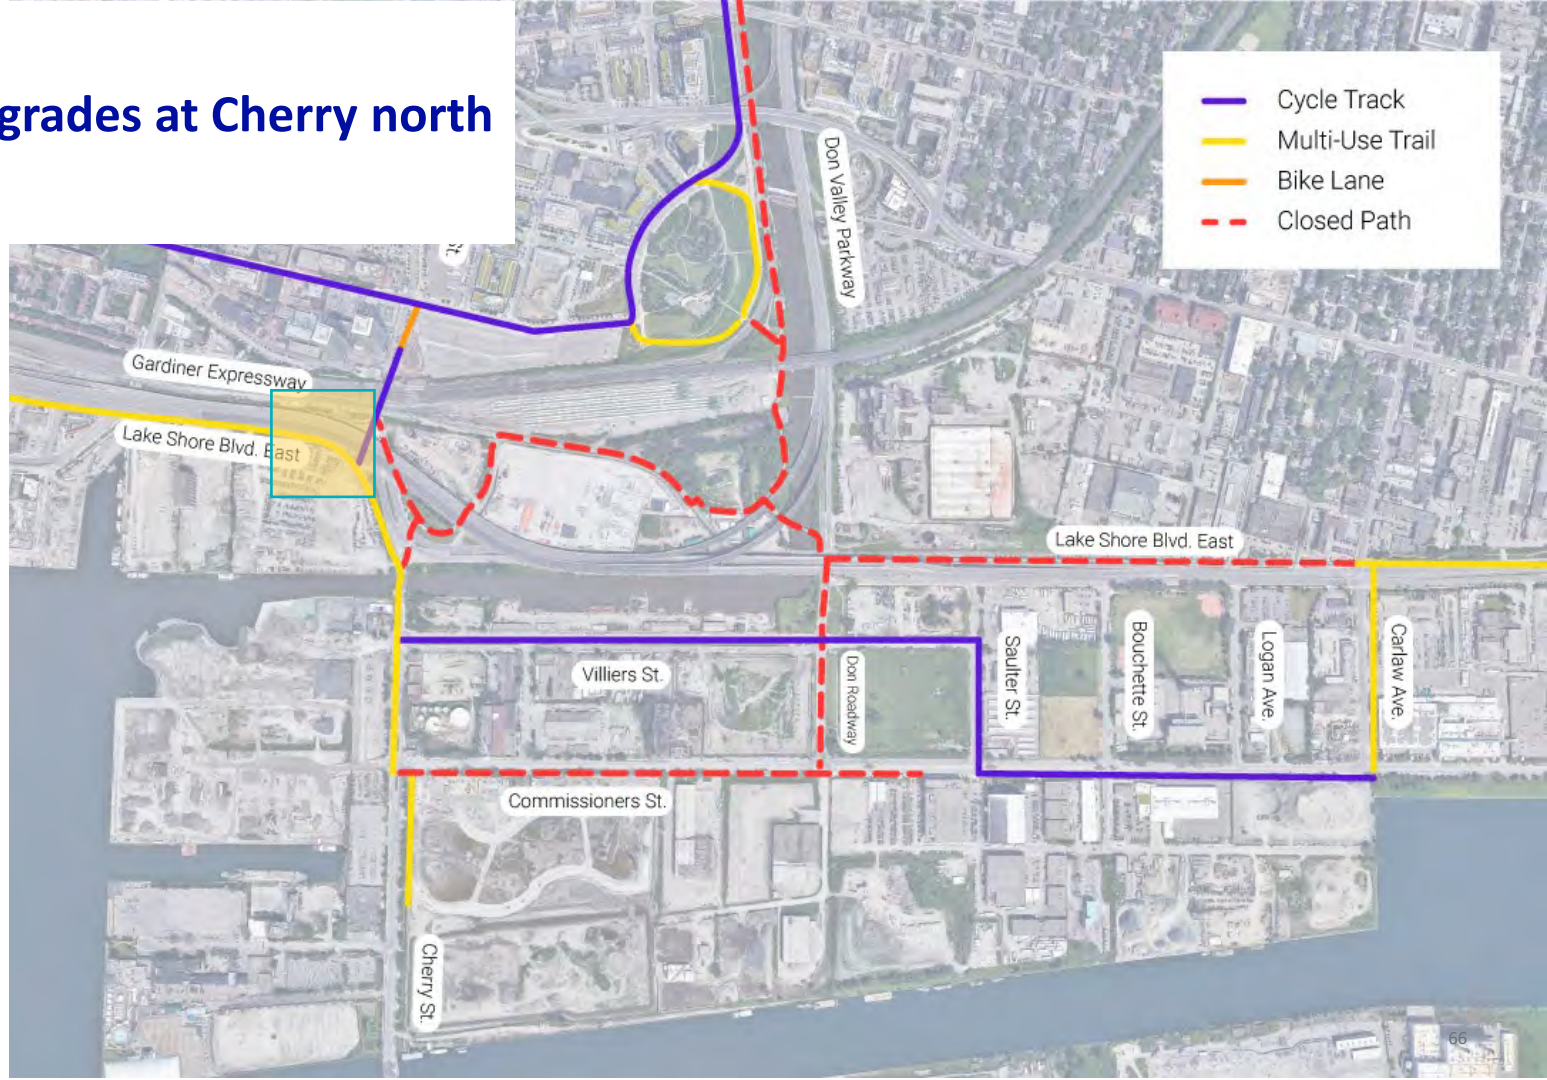 grades at Cherry north
Cycle Track
Multi-Use Trail
Bike Lane
Closed Path
Don Valley Parkway
St.
Gardiner Expressway
Lake Shore Blvd. East
Lake Shore Blvd. East
Villiers St.
Don Roadway
Saulter St.
Bouchette St.
Logan Ave.
Carlaw Ave.
Commissioners St.
Cherry St.
66